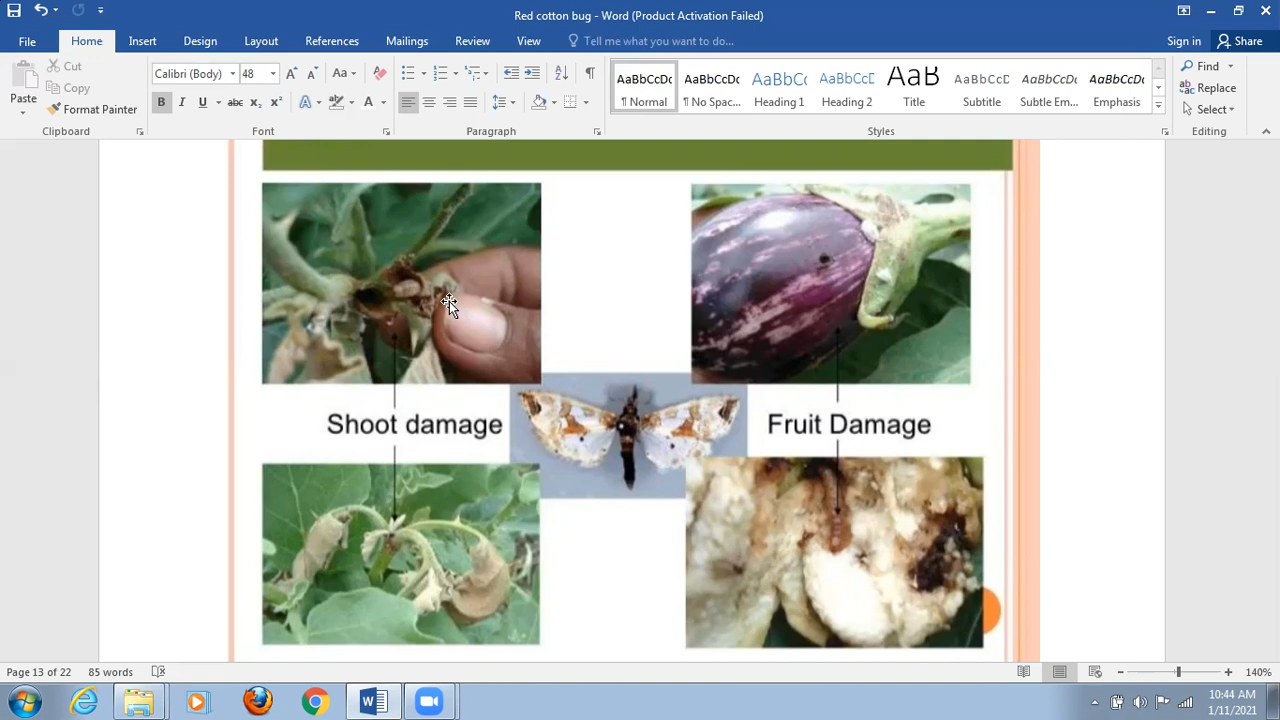 Red cotton bug - Word (Product Activation Failed)
File Home Insert Design Layout References Mailings Review View Tell me what you want to do... Sign in Share
Paste
Cut
Copy
Format Painter
Clipboard
Calibri (Body) 48
Font
Paragraph
AaBbCcDc AaBbCcDc AaBbCc AaBbCcD AaB AaBbCcD AaBbCcDc AaBbCcDc
¶ Normal ¶ No Spac... Heading 1 Heading 2 Title Subtitle Subtle Em... Emphasis
Styles
Find
Replace
Select
Editing
Shoot damage
Fruit Damage
Page 13 of 22 85 words
140%
10:44 AM
1/11/2021